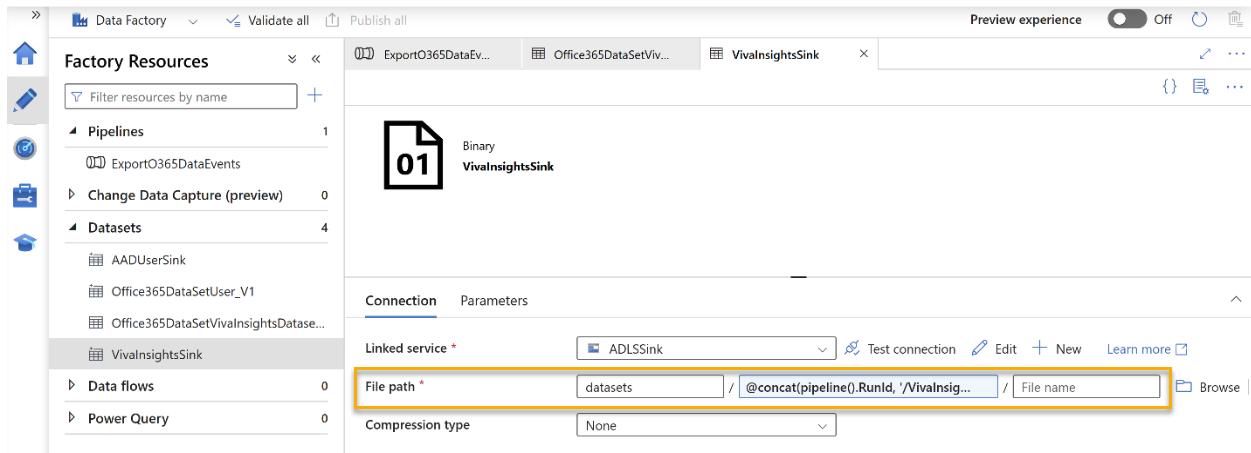 Data Factory
Validate all
Publish all
Preview experience
Off
Factory Resources
Filter resources by name
Pipelines 1
ExportO365DataEvents
Change Data Capture (preview) 0
Datasets 4
AADUserSink
Office365DataSetUser_V1
Office365DataSetVivaInsightsDatase...
VivaInsightsSink
Data flows 0
Power Query 0
ExportO365DataEv...
Office365DataSetViv...
VivaInsightsSink
{}
01
Binary
VivaInsightsSink
Connection Parameters
Linked service * ADLSSink Test connection Edit New Learn more
File path * datasets / @concat(pipeline().RunId, '/VivaInsig... / File name Browse
Compression type None